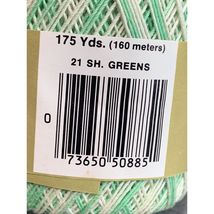 175 Yds. (160 meters)
21 SH. GREENS
0
73650 50885